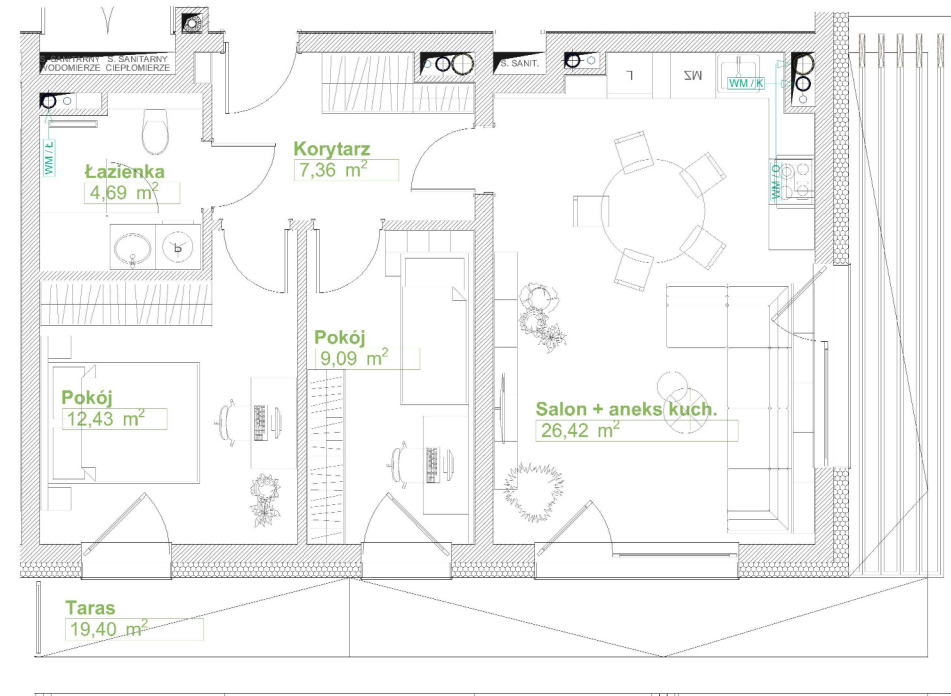 S. SANITARNY S. SANITARNY
WODOMIERZE CIEPŁOMIERZE
S. SANIT.
L
ZM
WM / K
WM / Ł
Łazienka
4,69 m²
Korytarz
7,36 m²
WM / O
Pokój
9,09 m²
Pokój
12,43 m²
Salon + aneks kuch.
26,42 m²
Taras
19,40 m²